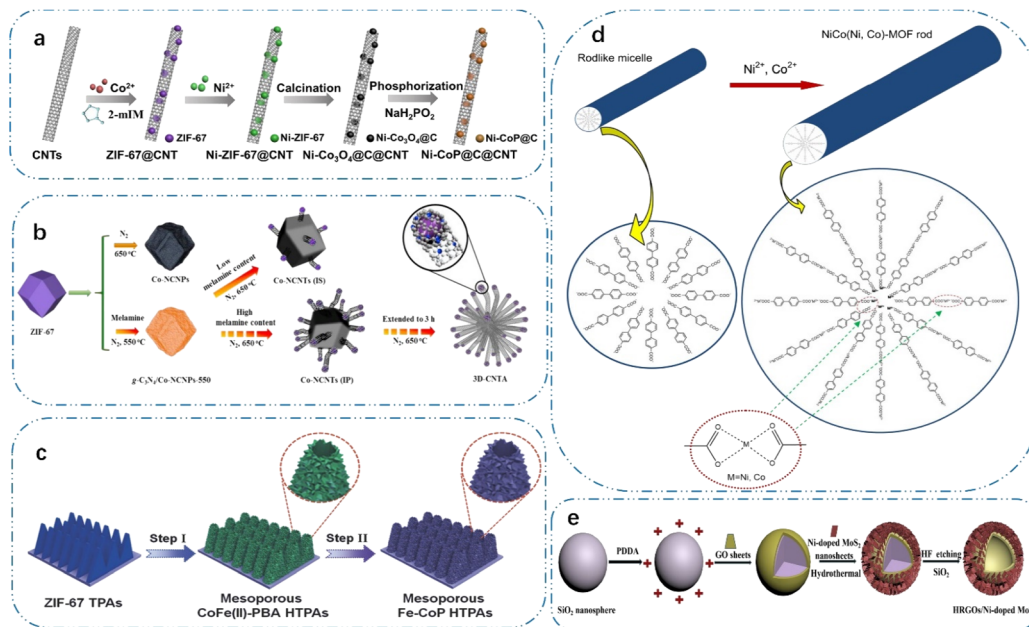 a
Co²⁺
2-mIM
Ni²⁺
Calcination
Phosphorization
NaH₂PO₂
ZIF-67
Ni-ZIF-67
Ni-Co₃O₄@C
Ni-CoP@C
CNTs
ZIF-67@CNT
Ni-ZIF-67@CNT
Ni-Co₃O₄@C@CNT
Ni-CoP@C@CNT
b
ZIF-67
N₂
650 °C
Co-NCNPs
Melamine
N₂, 550 °C
g-C₃N₄/Co-NCNPs-550
Low
melamine content
N₂, 650 °C
Co-NCNTs (IS)
High
melamine content
N₂, 650 °C
Co-NCNTs (IP)
Extended to 3 h
N₂, 650 °C
3D-CNTA
c
ZIF-67 TPAs
Step I
Mesoporous
CoFe(II)-PBA HTPAs
Step II
Mesoporous
Fe-CoP HTPAs
d
Rodlike micelle
Ni²⁺, Co²⁺
NiCo(Ni, Co)-MOF rod
O
O
M
O
O
M=Ni, Co
e
SiO₂ nanosphere
PDDA
GO sheets
Ni-doped MoS₂
nanosheets
Hydrothermal
HF etching
SiO₂
HRGOs/Ni-doped Mo